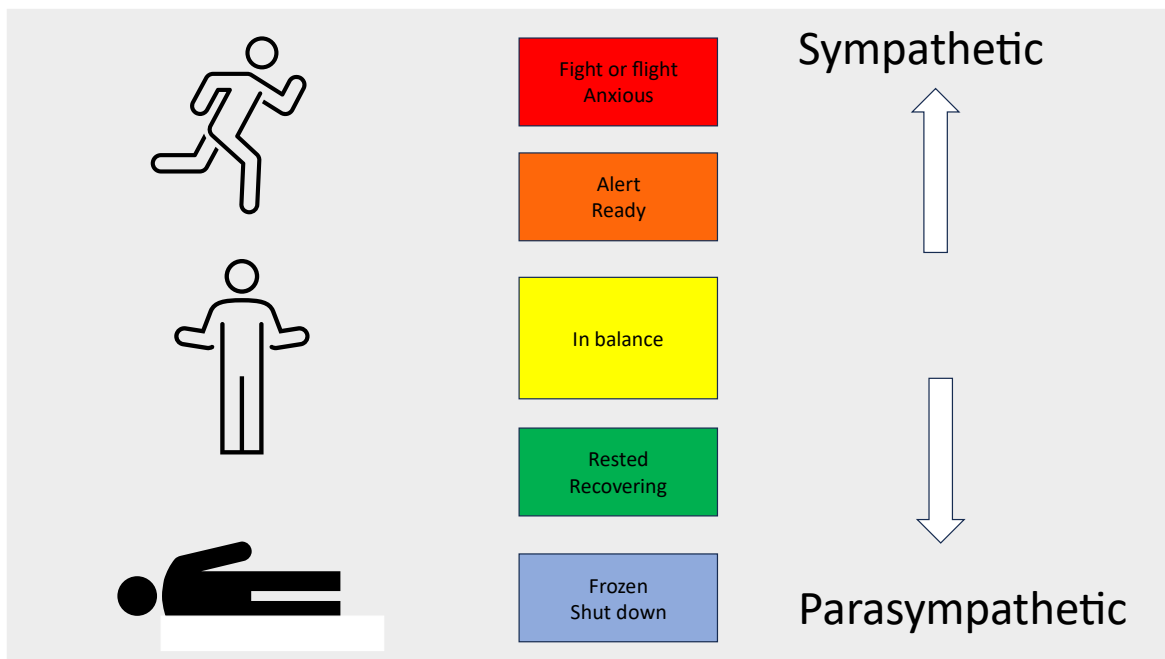 Sympathetic
Fight or flight
Anxious
Alert
Ready
In balance
Rested
Recovering
Frozen
Shut down
Parasympathetic